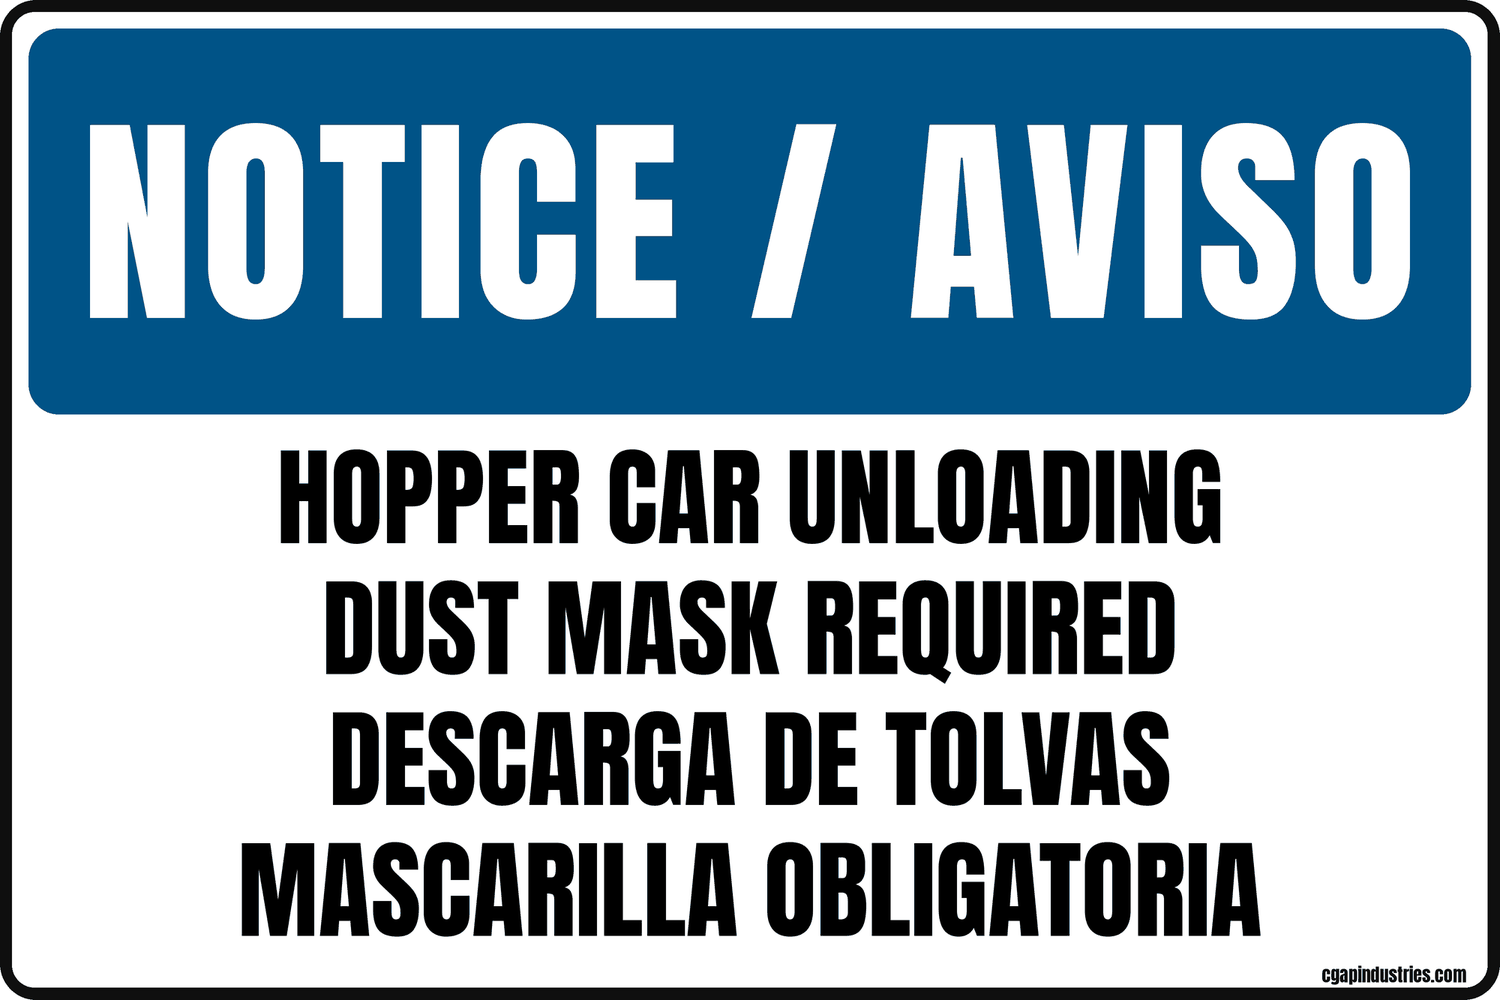 NOTICE / AVISO
HOPPER CAR UNLOADING
DUST MASK REQUIRED
DESCARGA DE TOLVAS
MASCARILLA OBLIGATORIA
cgapindustries.com